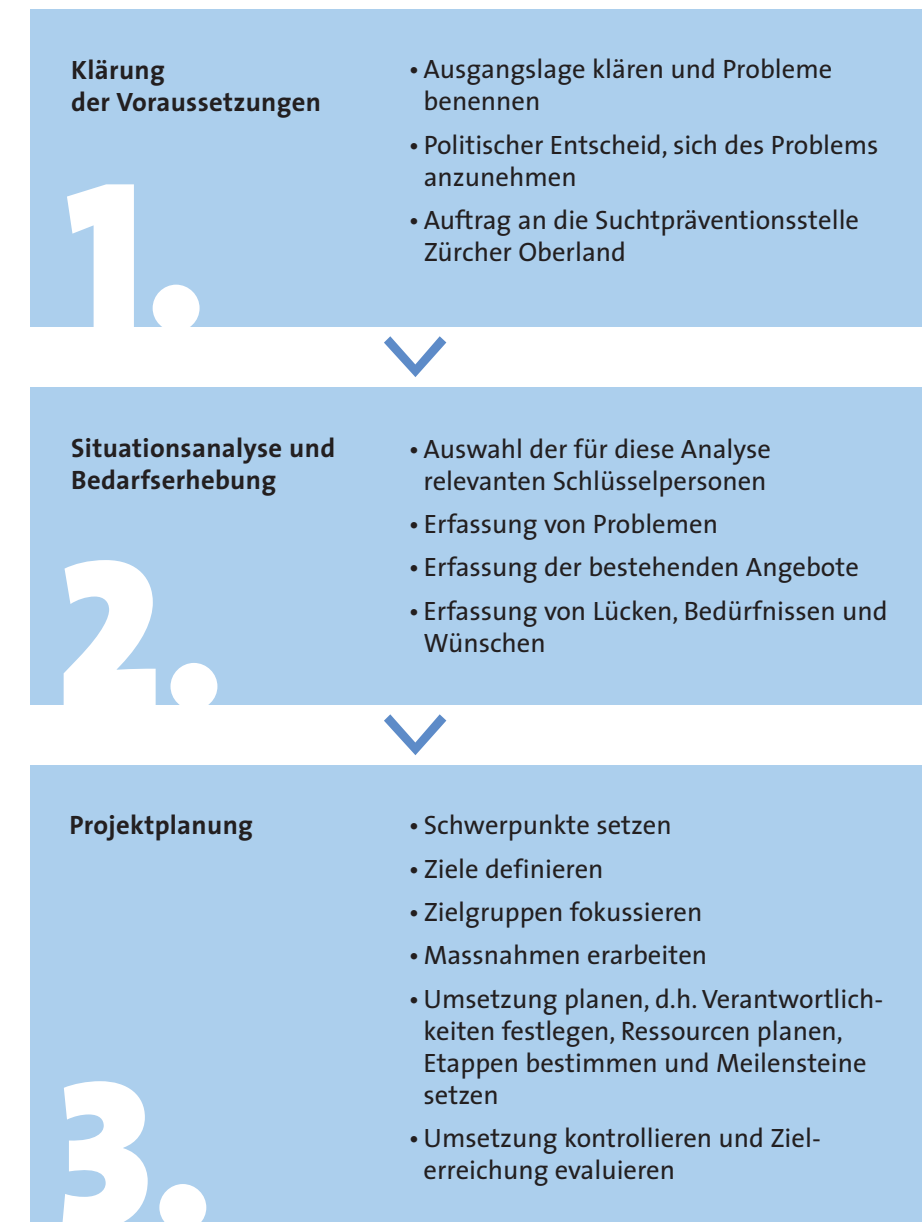 Klärung
der Voraussetzungen
1.
• Ausgangslage klären und Probleme
benennen
• Politischer Entscheid, sich des Problems
anzunehmen
• Auftrag an die Suchtpräventionsstelle
Zürcher Oberland
Situationsanalyse und
Bedarfserhebung
2.
• Auswahl der für diese Analyse
relevanten Schlüsselpersonen
• Erfassung von Problemen
• Erfassung der bestehenden Angebote
• Erfassung von Lücken, Bedürfnissen und
Wünschen
Projektplanung
3.
• Schwerpunkte setzen
• Ziele definieren
• Zielgruppen fokussieren
• Massnahmen erarbeiten
• Umsetzung planen, d.h. Verantwortlich-
keiten festlegen, Ressourcen planen,
Etappen bestimmen und Meilensteine
setzen
• Umsetzung kontrollieren und Ziel-
erreichung evaluieren